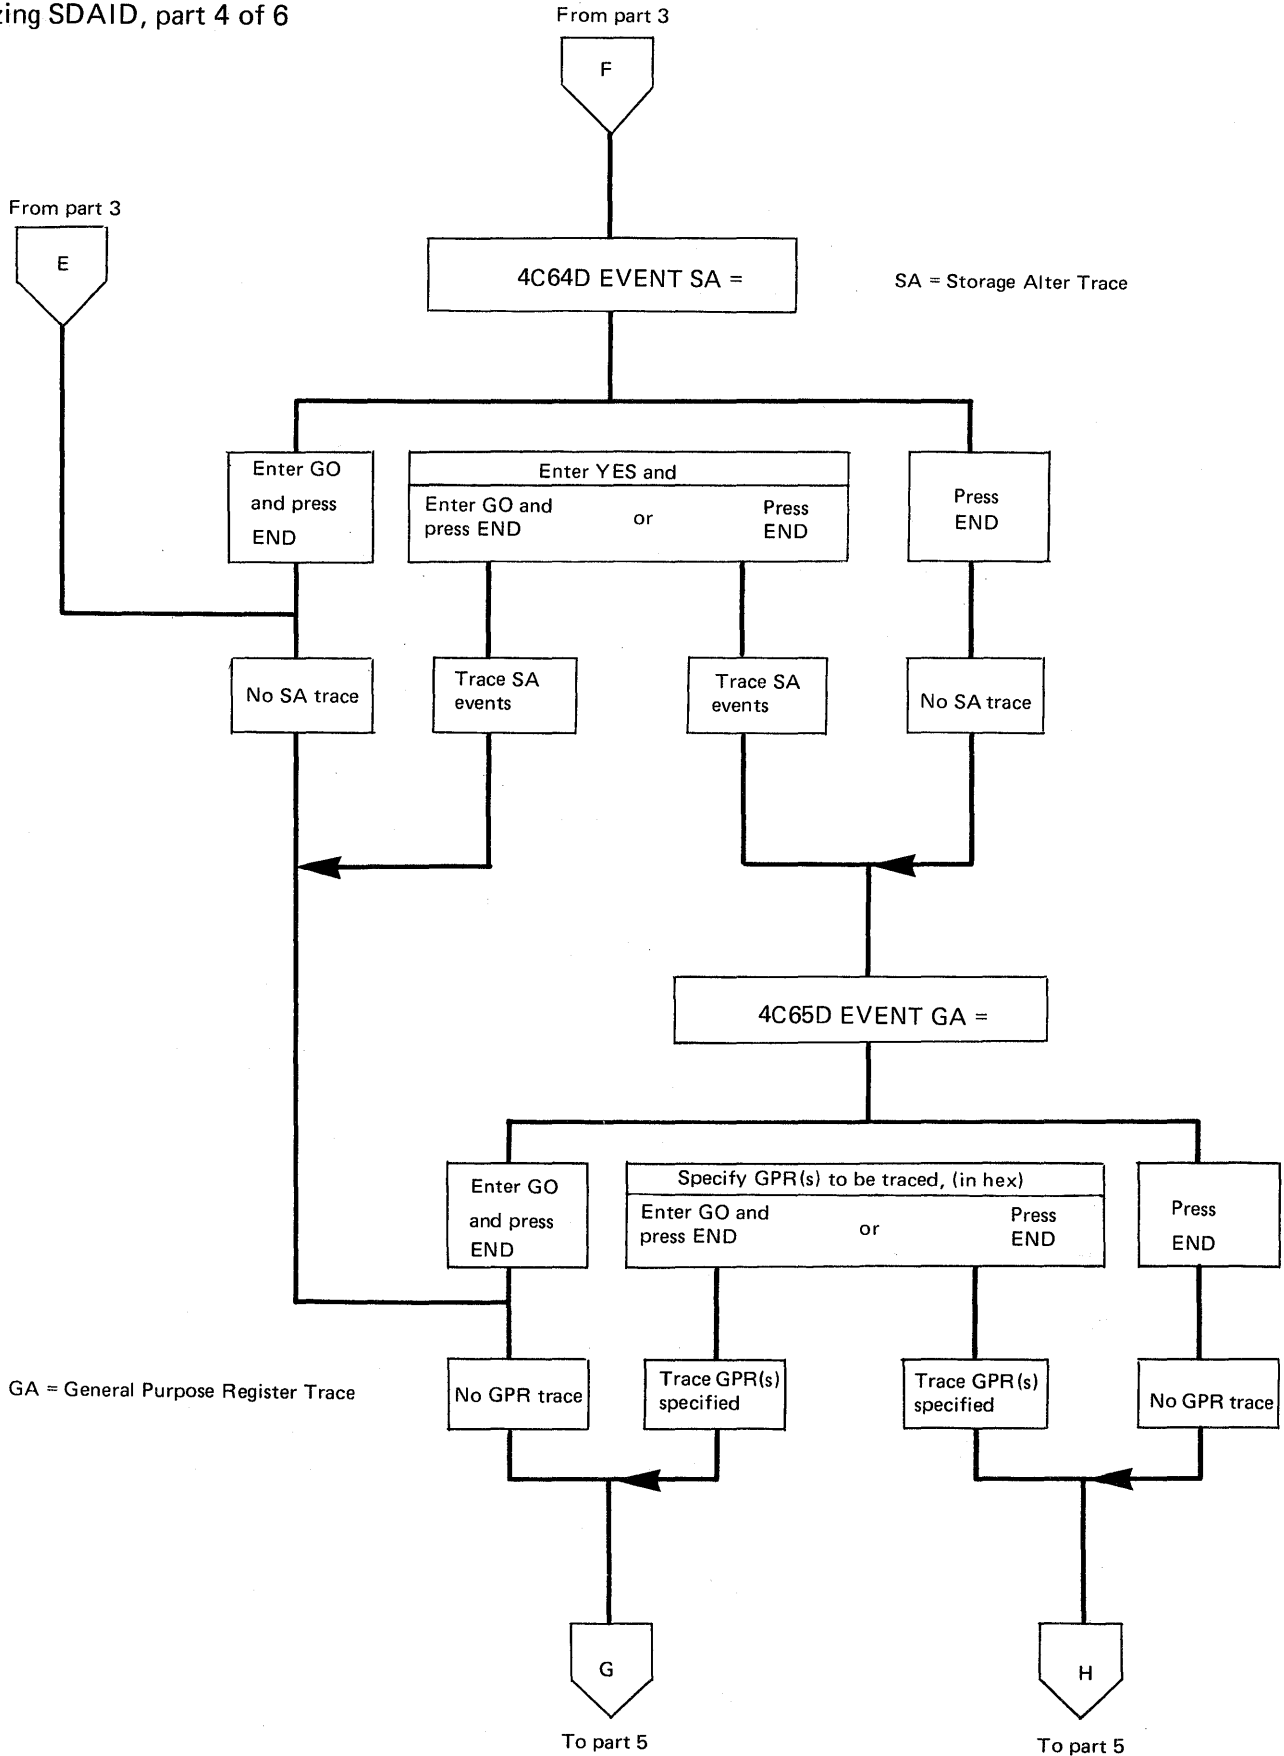 zing SDAID, part 4 of 6
From part 3
F
From part 3
E
4C64D EVENT SA =
SA = Storage Alter Trace
Enter GO
and press
END
Enter YES and
Enter GO and
press END
or
Press
END
Press
END
No SA trace
Trace SA
events
Trace SA
events
No SA trace
4C65D EVENT GA =
Enter GO
and press
END
Specify GPR(s) to be traced, (in hex)
Enter GO and
press END
or
Press
END
Press
END
GA = General Purpose Register Trace
No GPR trace
Trace GPR(s)
specified
Trace GPR(s)
specified
No GPR trace
G
H
To part 5
To part 5